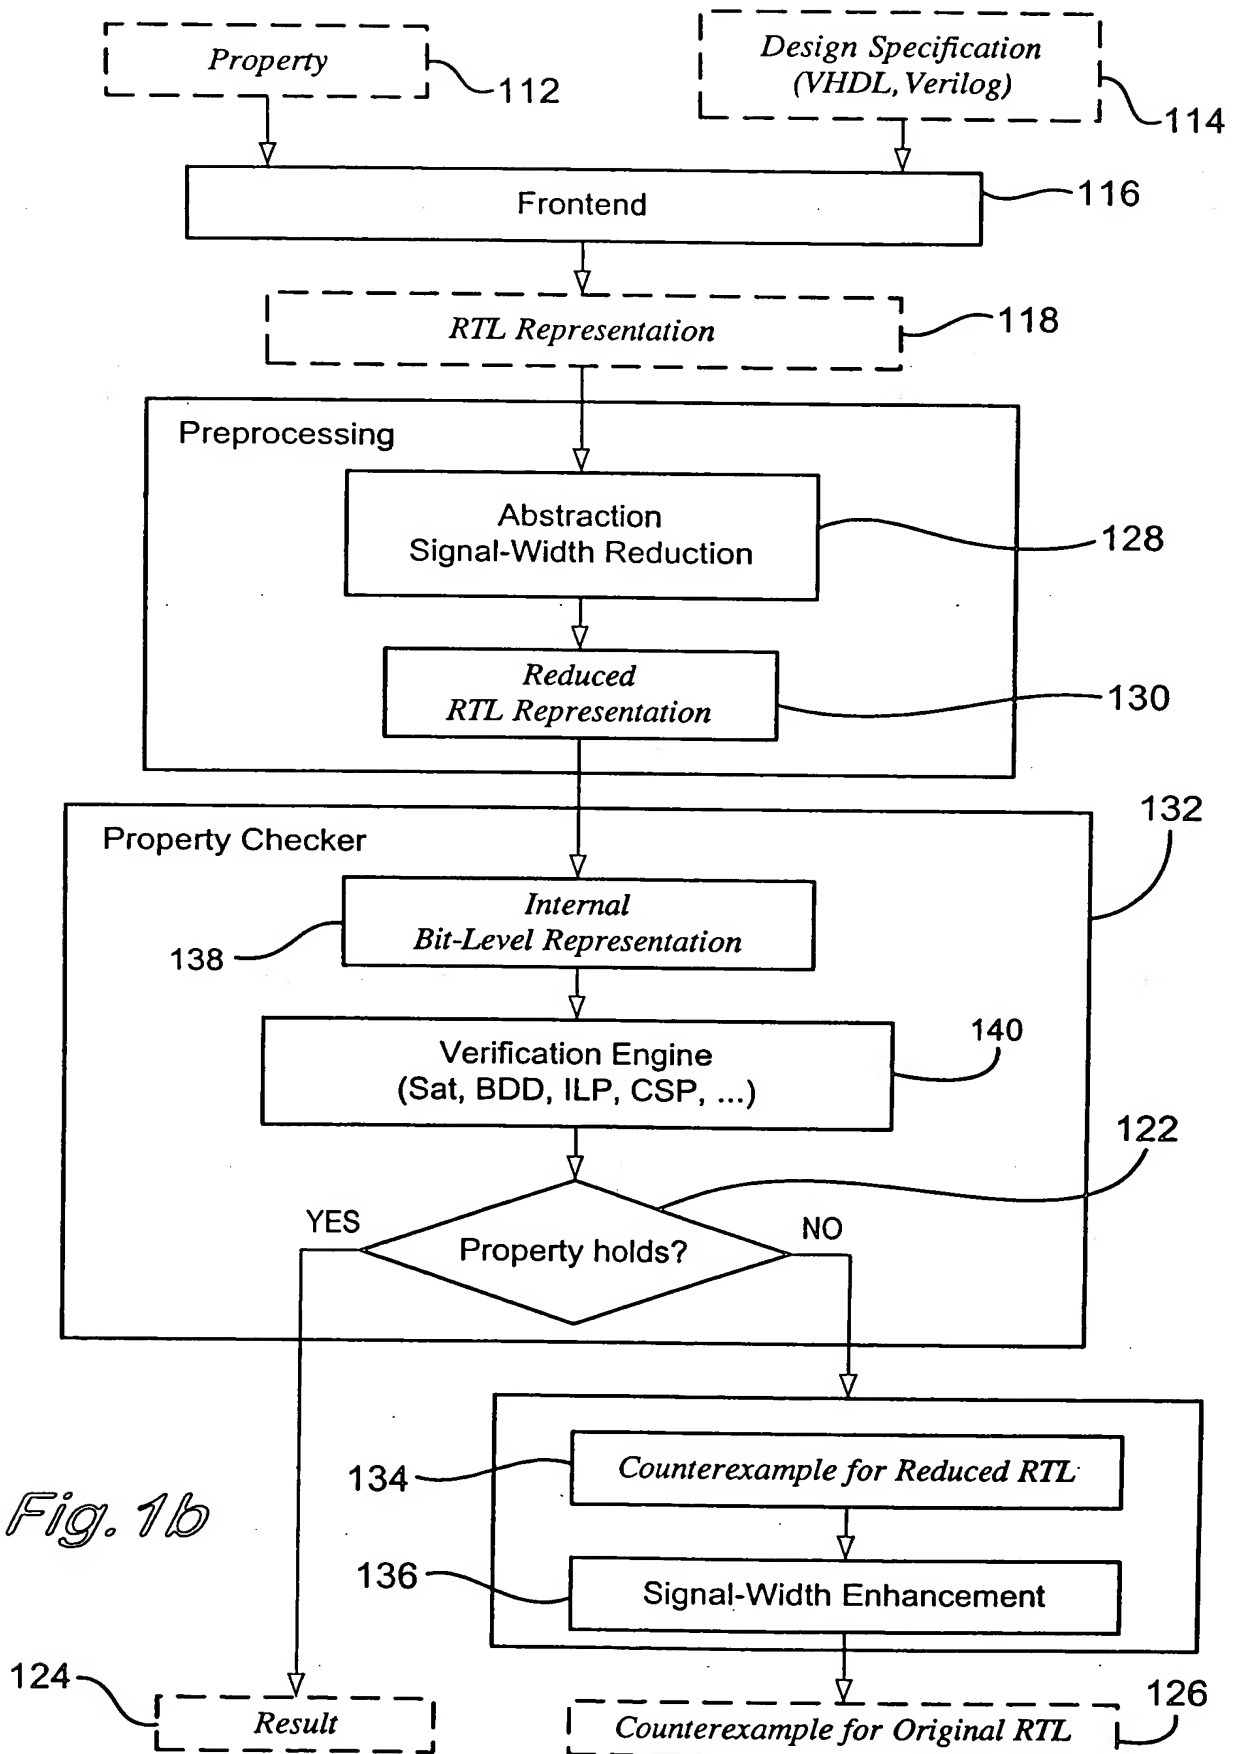 Property
112
Design Specification
(VHDL, Verilog)
114
Frontend
116
RTL Representation
118
Preprocessing
Abstraction
Signal-Width Reduction
128
Reduced
RTL Representation
130
132
Property Checker
Internal
Bit-Level Representation
138
Verification Engine
(Sat, BDD, ILP, CSP, ...)
140
122
YES
Property holds?
NO
134
Counterexample for Reduced RTL
Fig. 1b
136
Signal-Width Enhancement
124
Result
Counterexample for Original RTL
126